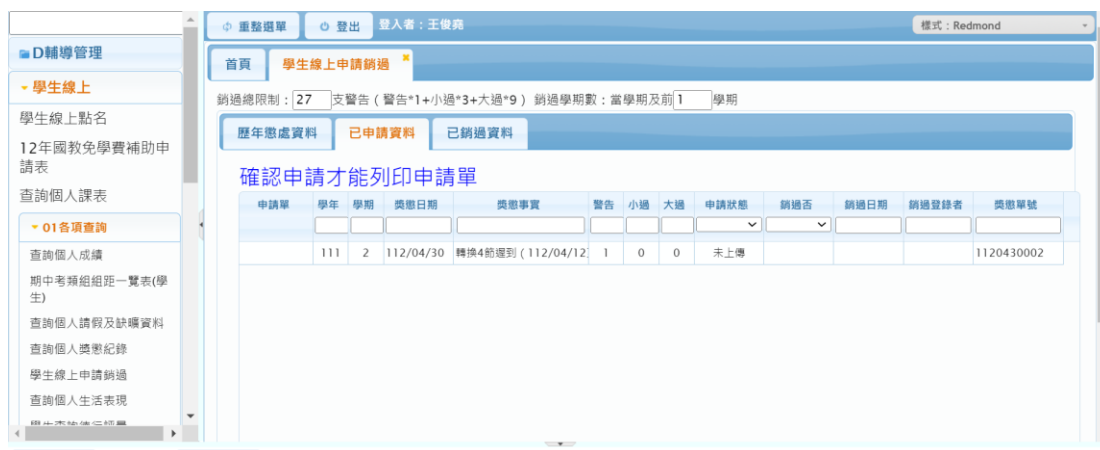 重整選單 登出 登入者：王俊堯 樣式：Redmond
D輔導管理
學生線上
學生線上點名
12年國教免學費補助申
請表
查詢個人課表
01各項查詢
查詢個人成績
期中考類組組距一覽表(學
生)
查詢個人請假及缺曠資料
查詢個人獎懲紀錄
學生線上申請銷過
查詢個人生活表現
首頁 學生線上申請銷過
銷過總限制：27 支警告（警告*1+小過*3+大過*9） 銷過學期數：當學期及前1 學期
歷年懲處資料 已申請資料 已銷過資料
確認申請才能列印申請單
申請單 學年 學期 獎懲日期 獎懲事實 警告 小過 大過 申請狀態 銷過否 銷過日期 銷過登錄者 獎懲單號
111 2 112/04/30 轉換4節遲到（112/04/12 1 0 0 未上傳 1120430002